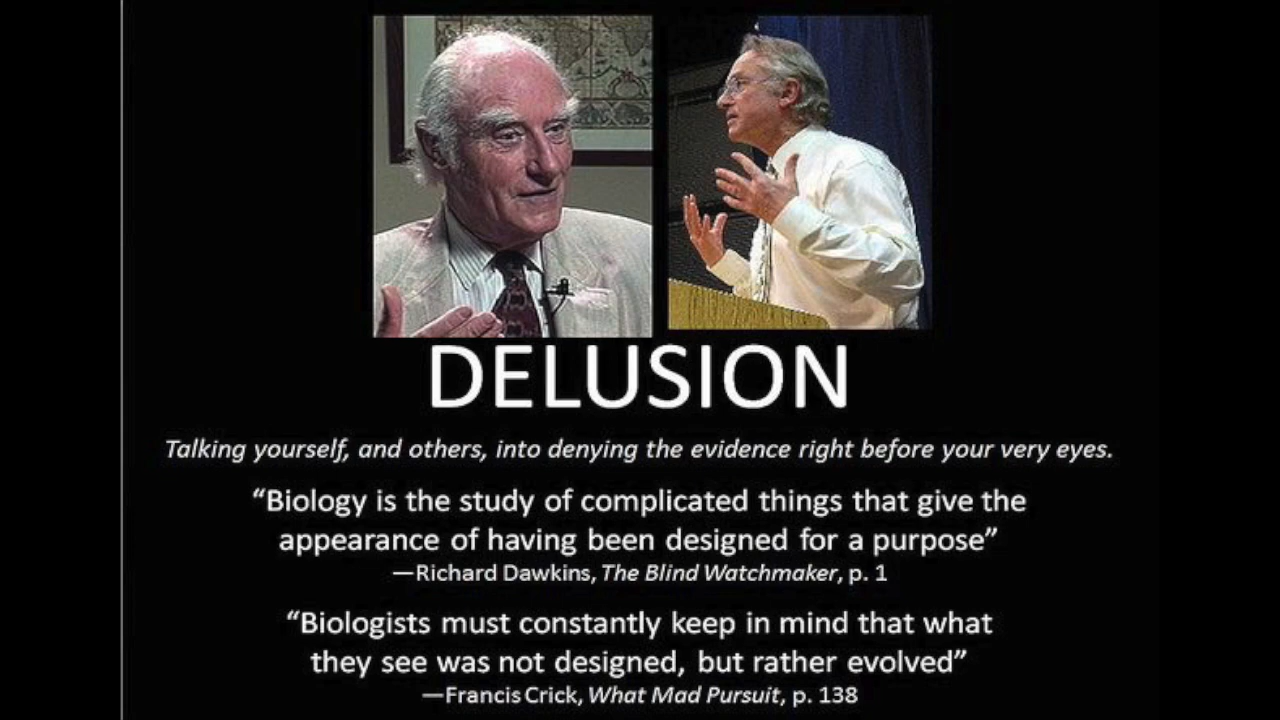 DELUSION
Talking yourself, and others, into denying the evidence right before your very eyes.
“Biology is the study of complicated things that give the
appearance of having been designed for a purpose”
—Richard Dawkins, The Blind Watchmaker, p. 1
“Biologists must constantly keep in mind that what
they see was not designed, but rather evolved”
—Francis Crick, What Mad Pursuit, p. 138